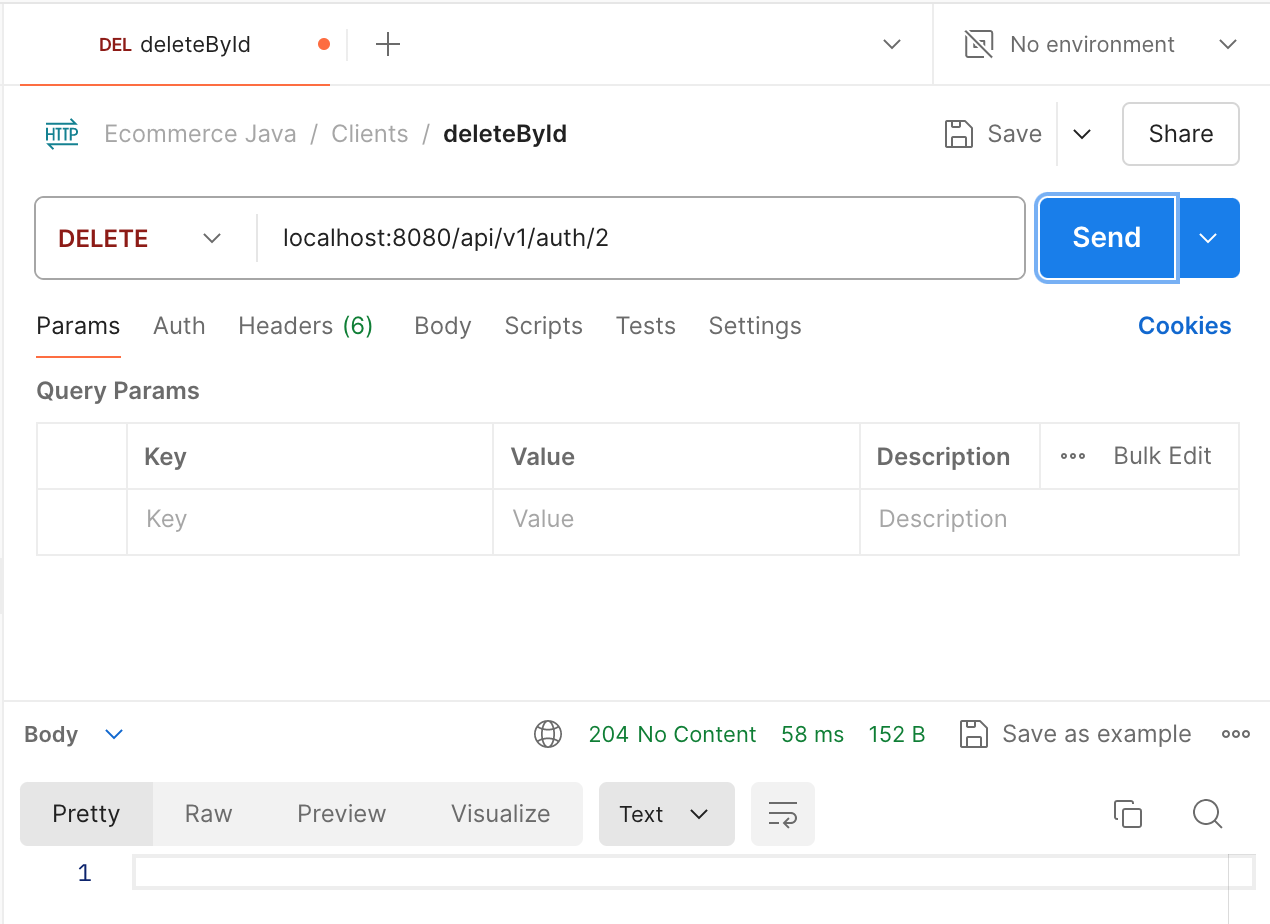 DEL deleteById No environment
HTTP Ecommerce Java / Clients / deleteById Save Share
DELETE localhost:8080/api/v1/auth/2 Send
Params Auth Headers (6) Body Scripts Tests Settings Cookies
Query Params
Key Value Description Bulk Edit
Key Value Description
Body 204 No Content 58 ms 152 B Save as example
Pretty Raw Preview Visualize Text
1